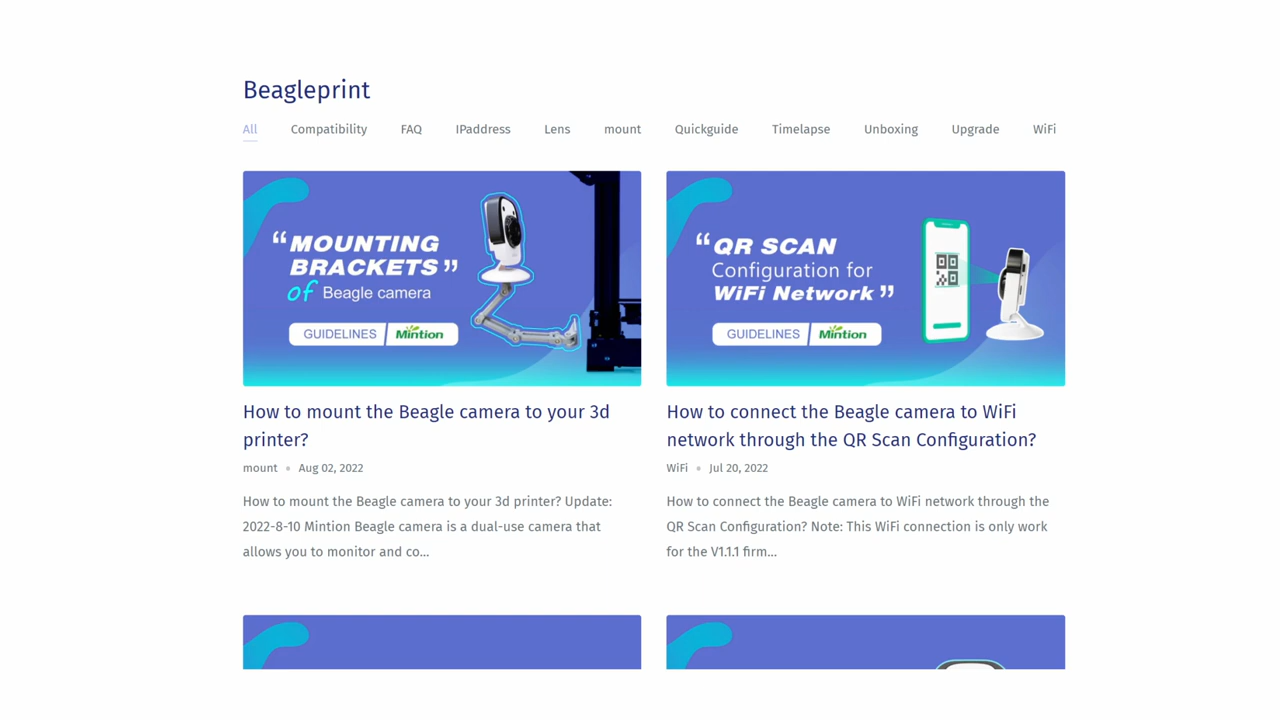 Beagleprint
All Compatibility FAQ IPaddress Lens mount Quickguide Timelapse Unboxing Upgrade WiFi
“MOUNTING
BRACKETS”
of Beagle camera
GUIDELINES Mintion
“QR SCAN
Configuration for
WiFi Network”
GUIDELINES Mintion
How to mount the Beagle camera to your 3d
printer?
mount • Aug 02, 2022
How to mount the Beagle camera to your 3d printer? Update:
2022-8-10 Mintion Beagle camera is a dual-use camera that
allows you to monitor and co...
How to connect the Beagle camera to WiFi
network through the QR Scan Configuration?
WiFi • Jul 20, 2022
How to connect the Beagle camera to WiFi network through the
QR Scan Configuration? Note: This WiFi connection is only work
for the V1.1.1 firm...